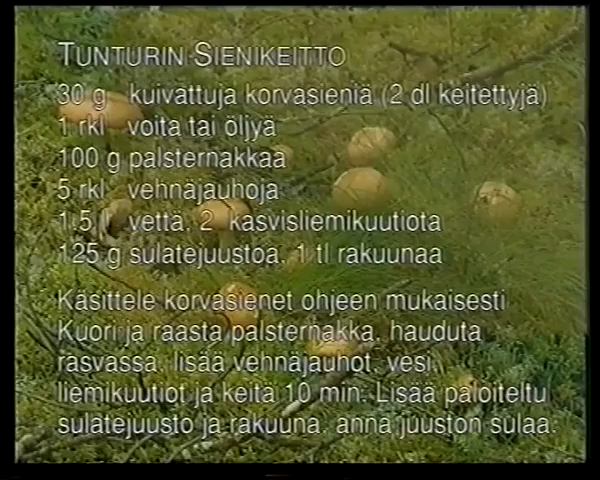 TUNTURIN SIENIKEITTO
30 g kuivattuja korvasieniä (2 dl keitettyjä)
1 rkl voita tai öljyä
100 g palsternakkaa
5 rkl vehnäjauhoja
1.5 l vettä, 2 kasvisliemikuutiota
125 g sulatejuustoa, 1 tl rakuunaa
Käsittele korvasienet ohjeen mukaisesti
Kuori ja raasta palsternakka, hauduta
rasvassa, lisää vehnäjauhot, vesi,
liemikuutiot ja keitä 10 min. Lisää paloiteltu
sulatejuusto ja rakuuna, anna juuston sulaa.